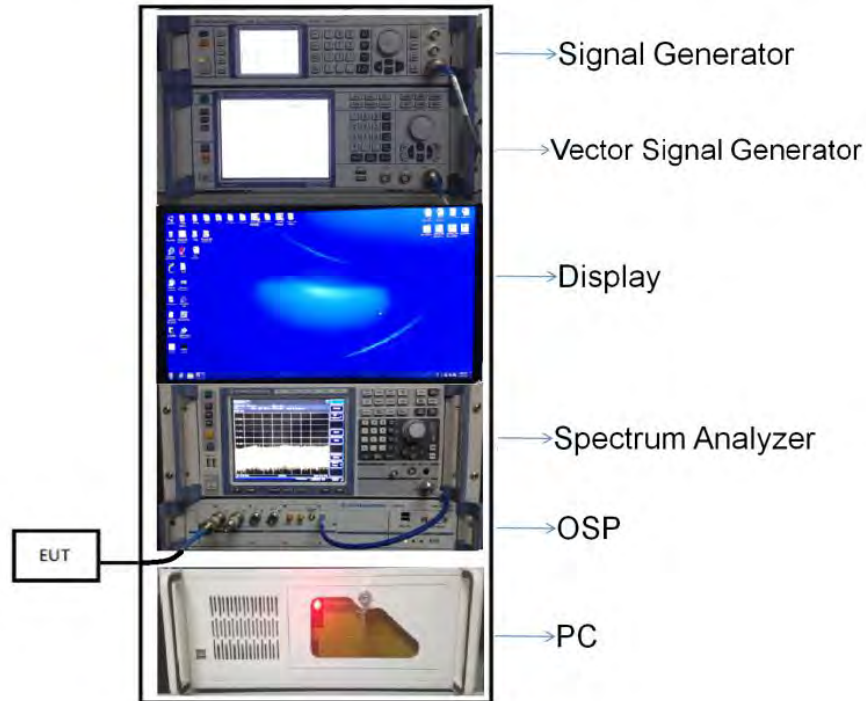 Signal Generator
Vector Signal Generator
Display
Spectrum Analyzer
OSP
EUT
PC